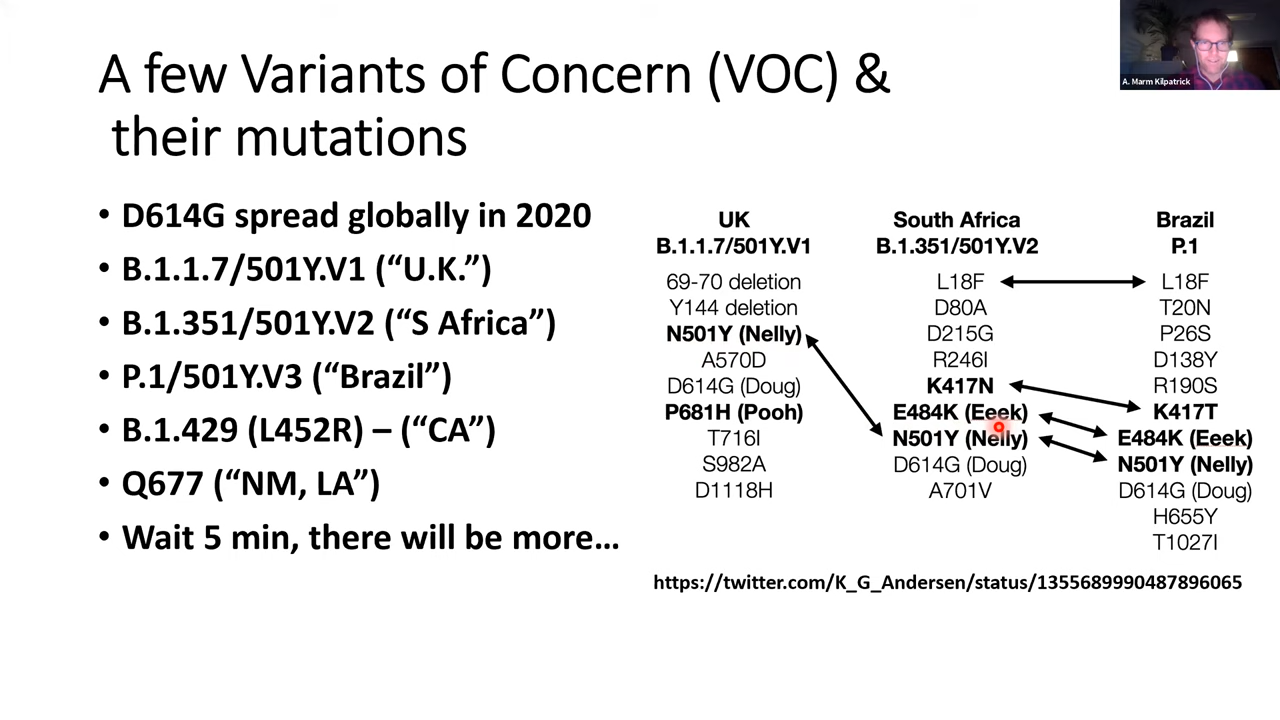 A few Variants of Concern (VOC) &
their mutations
A. Marm Kilpatrick
• D614G spread globally in 2020
• B.1.1.7/501Y.V1 (“U.K.”)
• B.1.351/501Y.V2 (“S Africa”)
• P.1/501Y.V3 (“Brazil”)
• B.1.429 (L452R) – (“CA”)
• Q677 (“NM, LA”)
• Wait 5 min, there will be more…
UK
B.1.1.7/501Y.V1
69-70 deletion
Y144 deletion
N501Y (Nelly)
A570D
D614G (Doug)
P681H (Pooh)
T716I
S982A
D1118H
South Africa
B.1.351/501Y.V2
L18F
D80A
D215G
R246I
K417N
E484K (Eeek)
N501Y (Nelly)
D614G (Doug)
A701V
Brazil
P.1
L18F
T20N
P26S
D138Y
R190S
K417T
E484K (Eeek)
N501Y (Nelly)
D614G (Doug)
H655Y
T1027I
https://twitter.com/K_G_Andersen/status/1355689990487896065